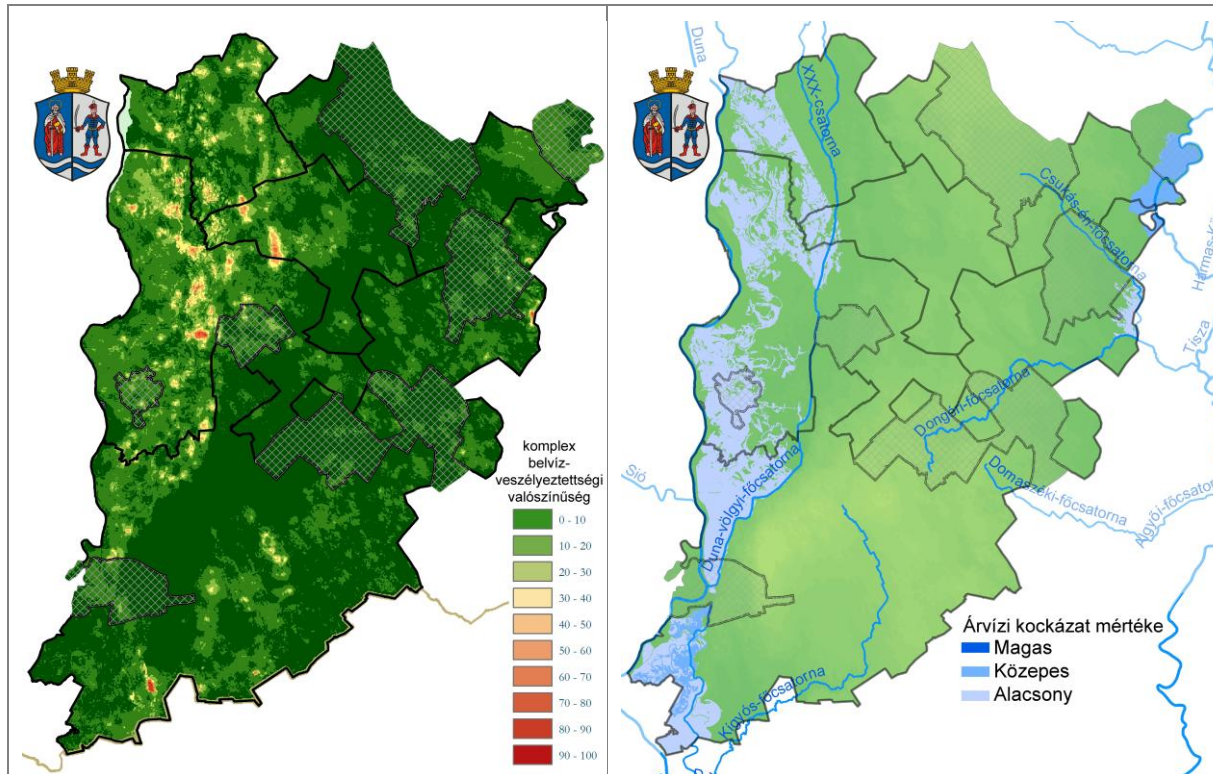 komplex
belvíz-
veszélyeztettségi
valószínűség
0 - 10
10 - 20
20 - 30
30 - 40
40 - 50
50 - 60
60 - 70
70 - 80
80 - 90
90 - 100
Duna
XXX-csatorna
Csukás-éri-főcsatorna
Hármas-K
Tisza
Dongéri-főcsatorna
Domaszéki-főcsatorna
Algyői-főcsator
Sió
Duna-völgyi-főcsatorna
Kígyós-főcsatorna
Árvízi kockázat mértéke
Magas
Közepes
Alacsony